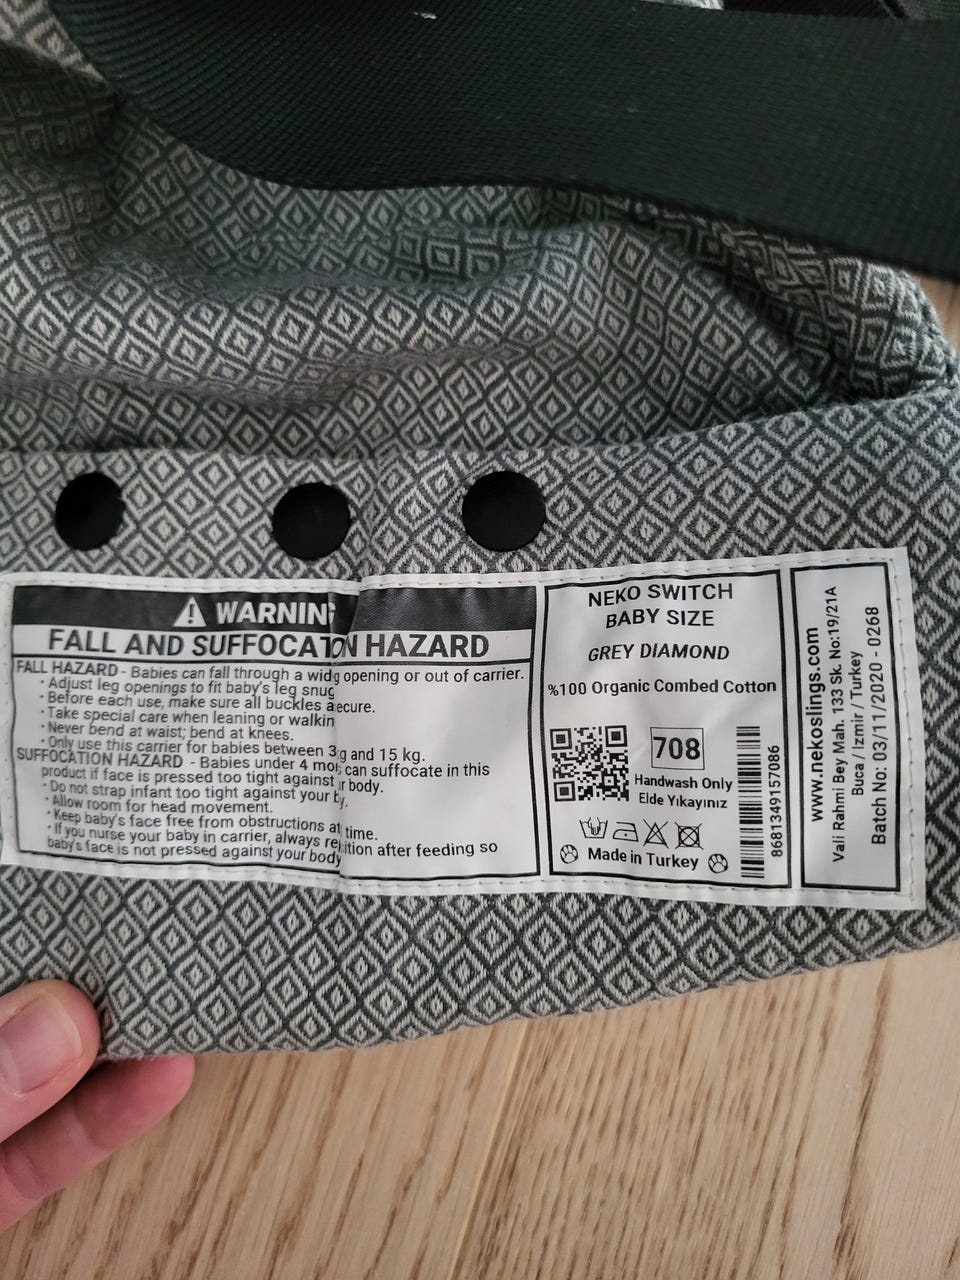 WARNIN
FALL AND SUFFOCATION HAZARD
FALL HAZARD - Babies can fall through a wid opening or out of carrier.
· Adjust leg openings to fit baby's leg snug
· Before each use, make sure all buckles a ecure.
· Take special care when leaning or walkin
· Never bend at waist; bend at knees.
· Only use this carrier for babies between 3 g and 15 kg.
SUFFOCATION HAZARD - Babies under 4 mo can suffocate in this
product if face is pressed too tight against r body.
· Do not strap infant too tight against your y.
· Allow room for head movement.
· Keep baby's face free from obstructions at time.
· If you nurse your baby in carrier, always re ition after feeding so
baby's face is not pressed against your body
NEKO SWITCH
BABY SIZE
GREY DIAMOND
%100 Organic Combed Cotton
708
Handwash Only
Elde Yıkayınız
Made in Turkey
8681349157086
www.nekoslings.com
Vali Rahmi Bey Mah. 133 Sk. No:19/21A
Buca / Izmir / Turkey
Batch No: 03/11/2020 - 0268